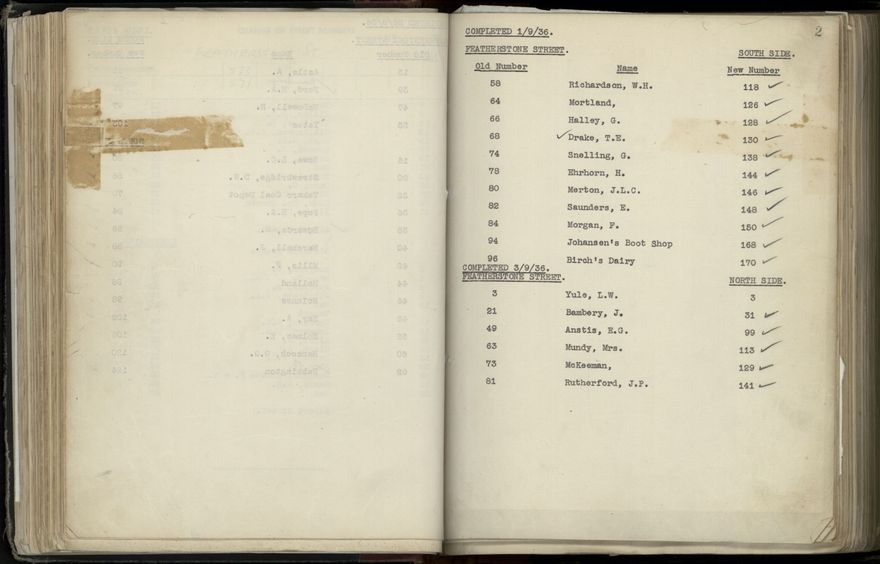 2
COMPLETED 1/9/36.
FEATHERSTONE STREET. SOUTH SIDE.
Old Number Name New Number
58 Richardson, W.H. 118 ✓
64 Mortland, 126 ✓
66 Halley, G. 128 ✓
68 ✓ Drake, T.E. 130 ✓
74 Snelling, G. 138 ✓
78 Ehrhorn, H. 144 ✓
80 Merton, J.L.C. 146 ✓
82 Saunders, E. 148 ✓
84 Morgan, F. 150 ✓
94 Johansen's Boot Shop 168 ✓
96 Birch's Dairy 170 ✓
COMPLETED 3/9/36.
FEATHERSTONE STREET. NORTH SIDE.
3 Yule, L.W. 3
21 Bambery, J. 31 ✓
49 Anstis, E.G. 99 ✓
63 Mundy, Mrs. 113 ✓
73 McKeeman, 129 ✓
81 Rutherford, J.P. 141 ✓